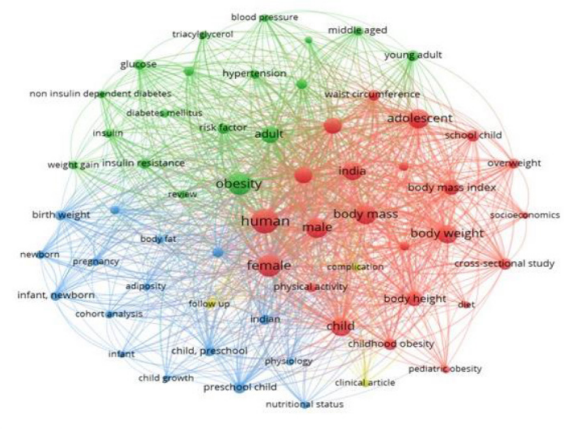 blood pressure
triacylglycerol
middle aged
young adult
glucose
hypertension
non insulin dependent diabetes
waist circumference
diabetes mellitus
adolescent
insulin
risk factor
adult
school child
weight gain
insulin resistance
india
overweight
obesity
body mass index
review
birth weight
human
male
body mass
socioeconomics
body fat
body weight
newborn
pregnancy
female
complication
cross-sectional study
infant, newborn
adiposity
physical activity
follow up
body height
diet
cohort analysis
indian
child
infant
child, preschool
childhood obesity
physiology
pediatric obesity
child growth
preschool child
clinical article
nutritional status